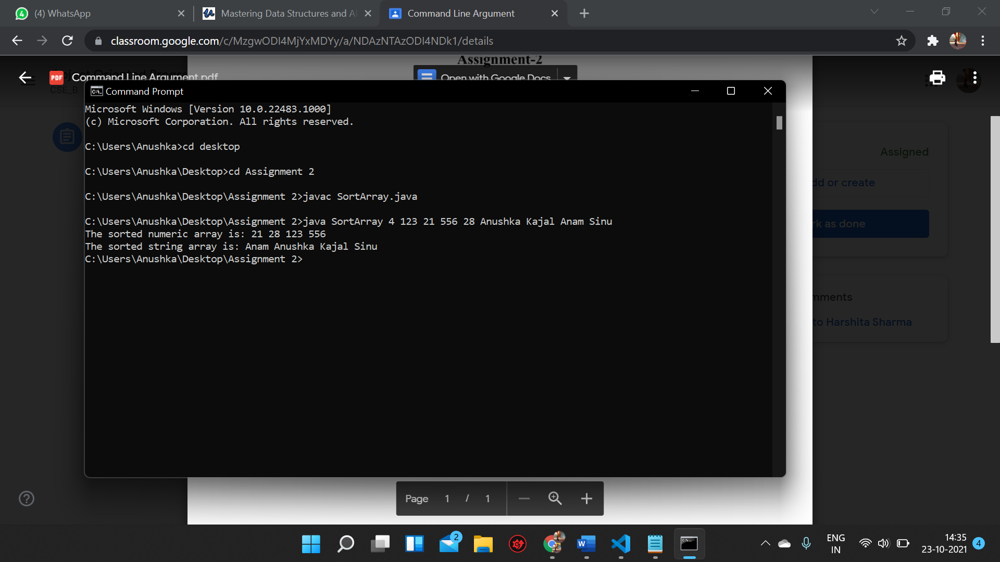 (4) WhatsApp
Mastering Data Structures and Al
Command Line Argument
classroom.google.com/c/MzgwODI4MjYxMDYy/a/NDAzNTAzODI4NDk1/details
Assignment-2
PDF
Command Line Argument.pdf
Open with Google Docs
CSE_B
Command Prompt
Microsoft Windows [Version 10.0.22483.1000]
(c) Microsoft Corporation. All rights reserved.
C:\Users\Anushka>cd desktop
C:\Users\Anushka\Desktop>cd Assignment 2
C:\Users\Anushka\Desktop\Assignment 2>javac SortArray.java
C:\Users\Anushka\Desktop\Assignment 2>java SortArray 4 123 21 556 28 Anushka Kajal Anam Sinu
The sorted numeric array is: 21 28 123 556
The sorted string array is: Anam Anushka Kajal Sinu
C:\Users\Anushka\Desktop\Assignment 2>
Assigned
dd or create
rk as done
mments
to Harshita Sharma
Page 1 / 1
2
ENG
IN
14:35
23-10-2021
4